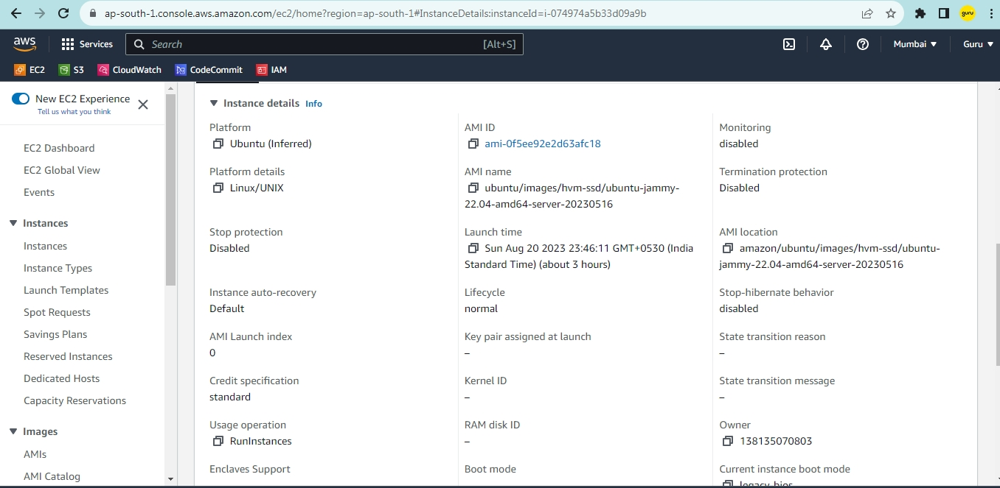 ap-south-1.console.aws.amazon.com/ec2/home?region=ap-south-1#InstanceDetails:instanceId=i-074974a5b33d09a9b
guru
aws
Services
Search
[Alt+S]
Mumbai
Guru
EC2
S3
CloudWatch
CodeCommit
IAM
New EC2 Experience
Tell us what you think
EC2 Dashboard
EC2 Global View
Events
Instances
Instances
Instance Types
Launch Templates
Spot Requests
Savings Plans
Reserved Instances
Dedicated Hosts
Capacity Reservations
Images
AMIs
AMI Catalog
Instance details Info
Platform
Ubuntu (Inferred)
AMI ID
ami-0f5ee92e2d63afc18
Monitoring
disabled
Platform details
Linux/UNIX
AMI name
ubuntu/images/hvm-ssd/ubuntu-jammy-
22.04-amd64-server-20230516
Termination protection
Disabled
Stop protection
Disabled
Launch time
Sun Aug 20 2023 23:46:11 GMT+0530 (India
Standard Time) (about 3 hours)
AMI location
amazon/ubuntu/images/hvm-ssd/ubuntu-
jammy-22.04-amd64-server-20230516
Instance auto-recovery
Default
Lifecycle
normal
Stop-hibernate behavior
disabled
AMI Launch index
0
Key pair assigned at launch
–
State transition reason
–
Credit specification
standard
Kernel ID
–
State transition message
–
Usage operation
RunInstances
RAM disk ID
–
Owner
138135070803
Enclaves Support
Boot mode
Current instance boot mode
legacy-bios